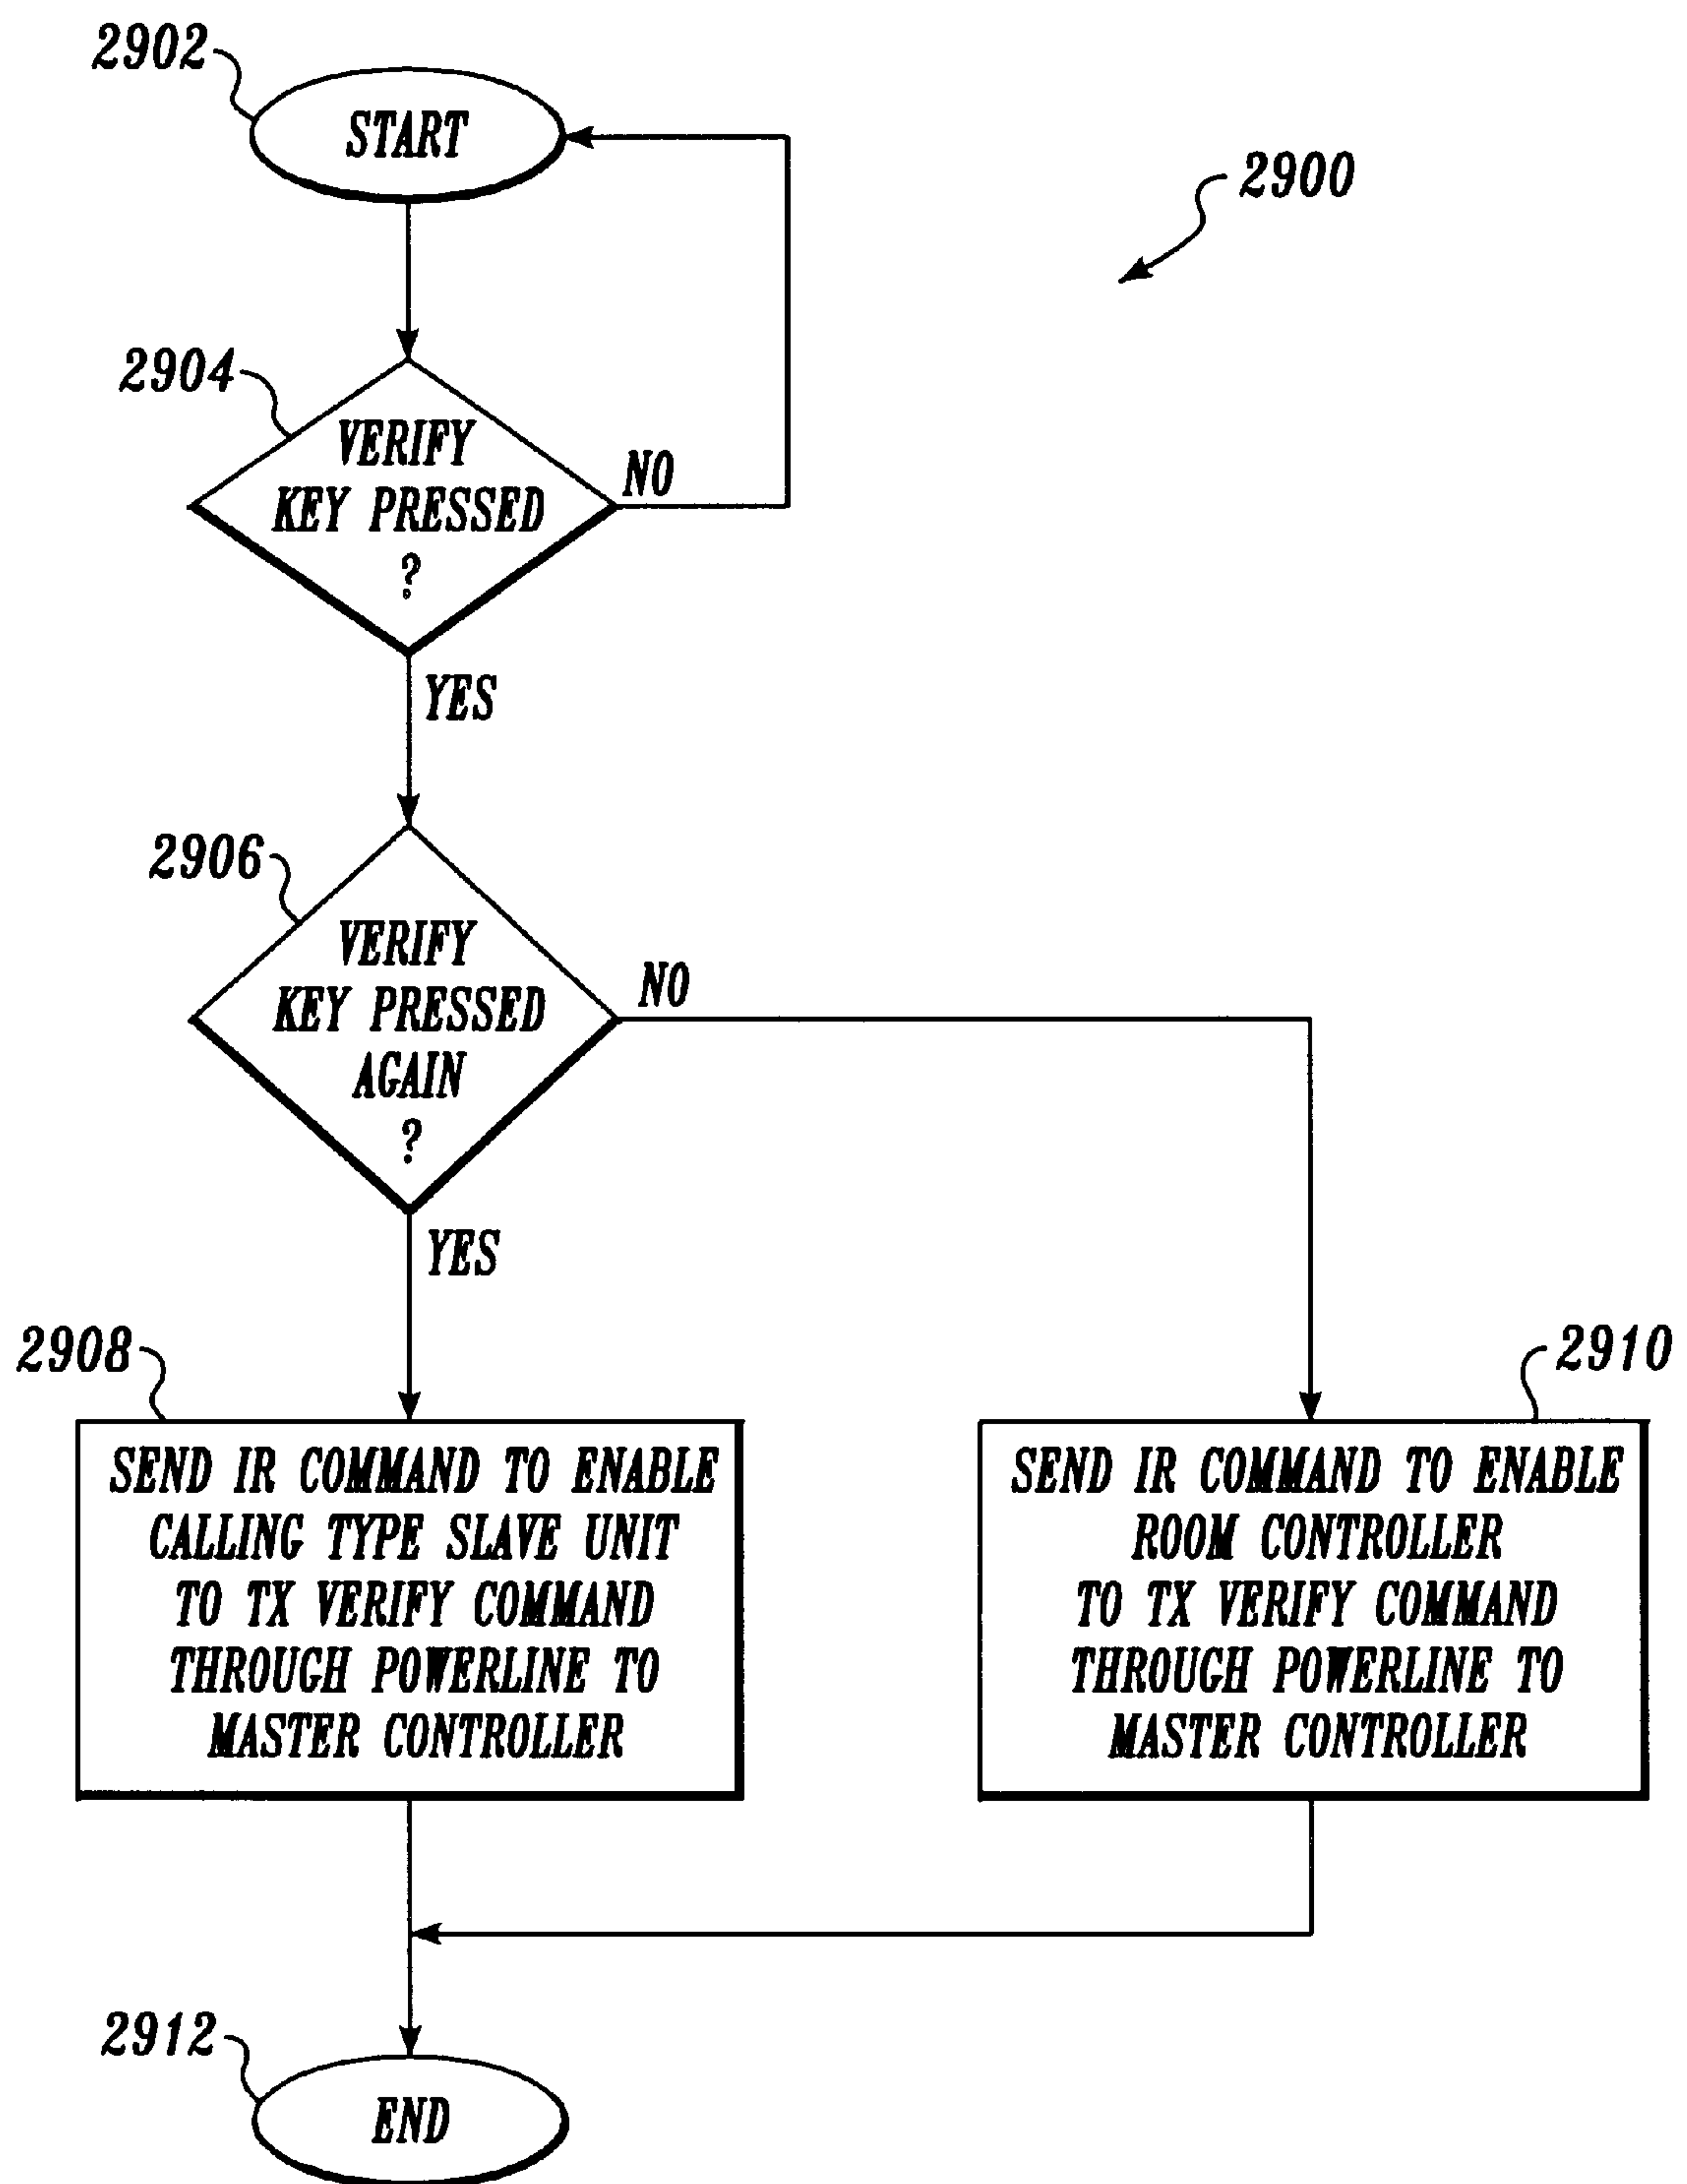 2902
START
2900
2904
VERIFY
KEY PRESSED
?
NO
YES
2906
VERIFY
KEY PRESSED
AGAIN
?
NO
YES
2908
SEND IR COMMAND TO ENABLE
CALLING TYPE SLAVE UNIT
TO TX VERIFY COMMAND
THROUGH POWERLINE TO
MASTER CONTROLLER
2910
SEND IR COMMAND TO ENABLE
ROOM CONTROLLER
TO TX VERIFY COMMAND
THROUGH POWERLINE TO
MASTER CONTROLLER
2912
END